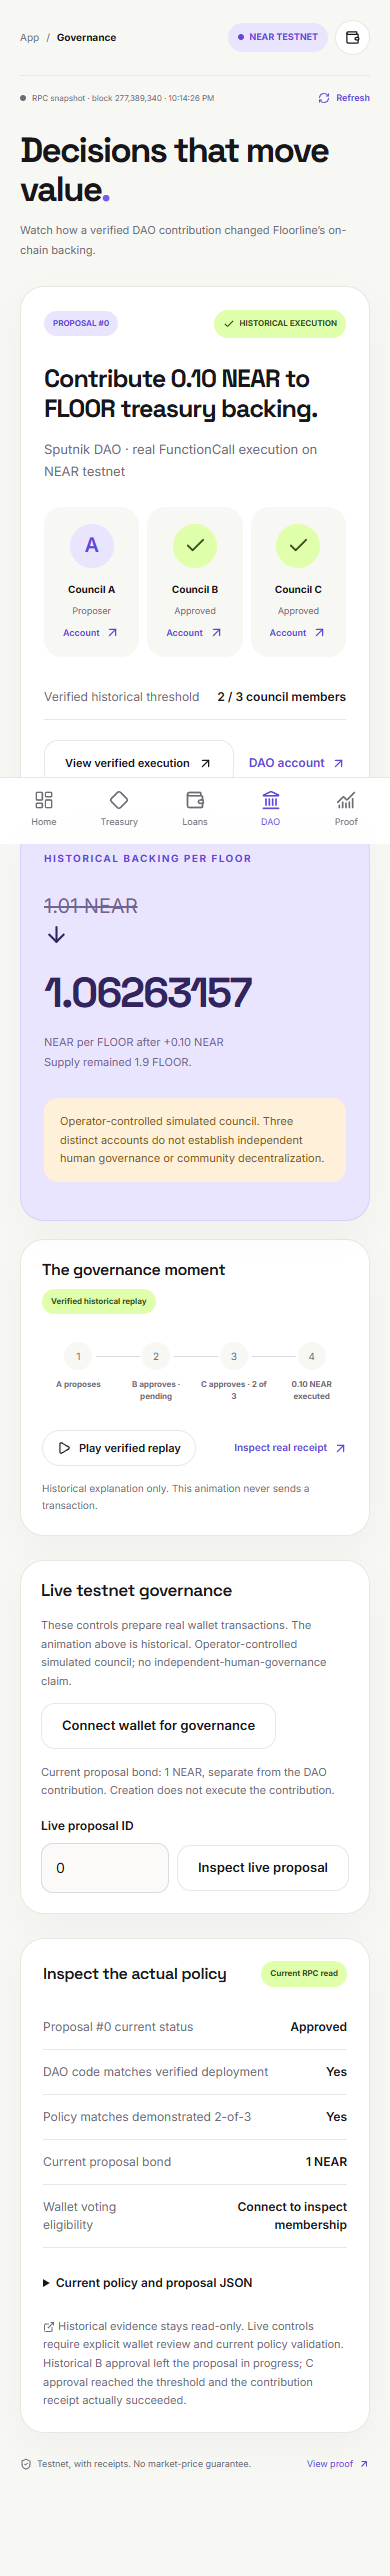 App / Governance
NEAR TESTNET
RPC snapshot · block 277,389,340 · 10:14:26 PM
Refresh
Decisions that move
value.
Watch how a verified DAO contribution changed Floorline's on-
chain backing.
PROPOSAL #0
HISTORICAL EXECUTION
Contribute 0.10 NEAR to
FLOOR treasury backing.
Sputnik DAO · real FunctionCall execution on
NEAR testnet
A
Council A
Proposer
Account
Council B
Approved
Account
Council C
Approved
Account
Verified historical threshold
2 / 3 council members
View verified execution
DAO account
Home
Treasury
Loans
DAO
Proof
HISTORICAL BACKING PER FLOOR
1.01 NEAR
1.06263157
NEAR per FLOOR after +0.10 NEAR
Supply remained 1.9 FLOOR.
Operator-controlled simulated council. Three
distinct accounts do not establish independent
human governance or community decentralization.
The governance moment
Verified historical replay
1
A proposes
2
B approves ·
pending
3
C approves · 2 of
3
4
0.10 NEAR
executed
Play verified replay
Inspect real receipt
Historical explanation only. This animation never sends a
transaction.
Live testnet governance
These controls prepare real wallet transactions. The
animation above is historical. Operator-controlled
simulated council; no independent-human-governance
claim.
Connect wallet for governance
Current proposal bond: 1 NEAR, separate from the DAO
contribution. Creation does not execute the contribution.
Live proposal ID
0
Inspect live proposal
Inspect the actual policy
Current RPC read
Proposal #0 current status
Approved
DAO code matches verified deployment
Yes
Policy matches demonstrated 2-of-3
Yes
Current proposal bond
1 NEAR
Wallet voting
eligibility
Connect to inspect
membership
Current policy and proposal JSON
Historical evidence stays read-only. Live controls
require explicit wallet review and current policy validation.
Historical B approval left the proposal in progress; C
approval reached the threshold and the contribution
receipt actually succeeded.
Testnet, with receipts. No market-price guarantee.
View proof